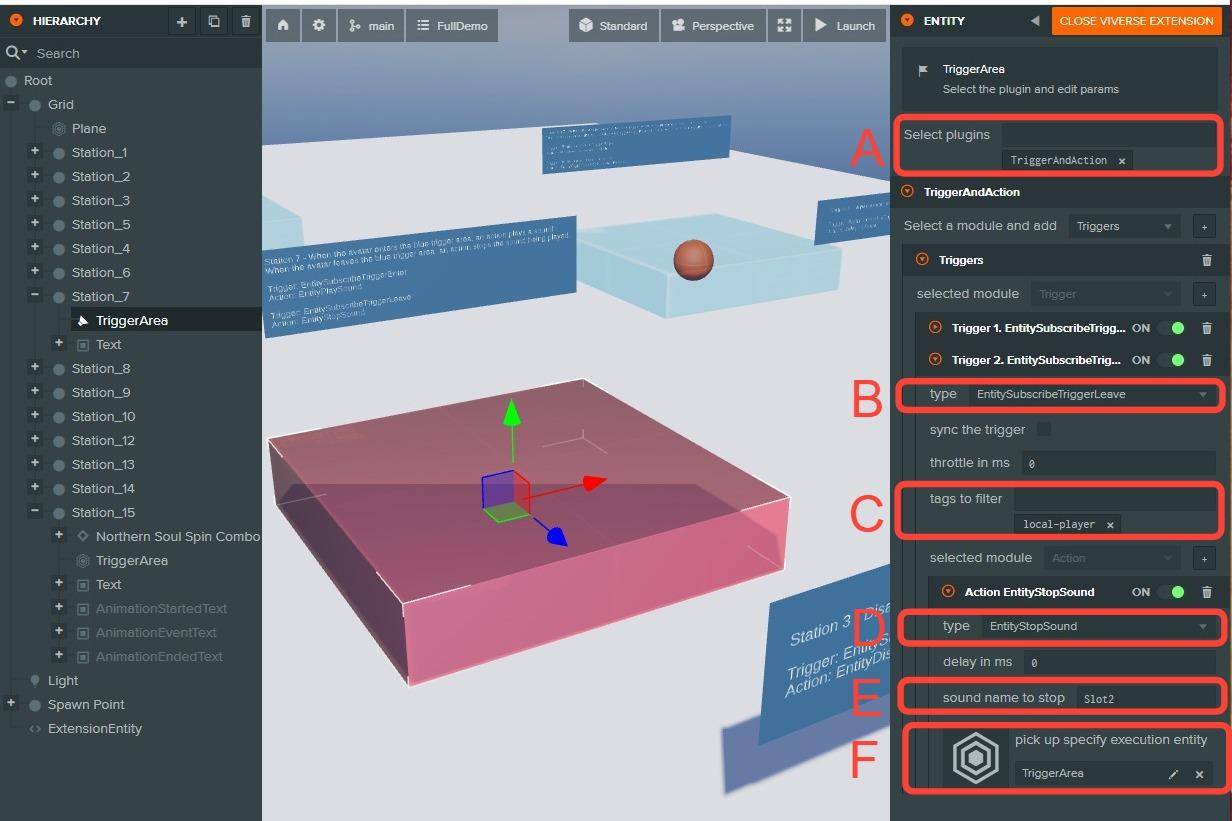 HIERARCHY
Search
Root
Grid
Plane
Station_1
Station_2
Station_3
Station_5
Station_4
Station_6
Station_7
TriggerArea
Text
Station_8
Station_9
Station_10
Station_12
Station_13
Station_14
Station_15
Northern Soul Spin Combo
TriggerArea
Text
AnimationStartedText
AnimationEventText
AnimationEndedText
Light
Spawn Point
ExtensionEntity
main
FullDemo
Standard
Perspective
Launch
Station 7 - When the avatar enters the blue trigger area, an action plays a sound
When the avatar leaves the blue trigger area, an action stops the sound being played.
Trigger: EntitySubscribeTriggerEnter
Action: EntityPlaySound
Trigger: EntitySubscribeTriggerLeave
Action: EntityStopSound
Station 3 - Disa
Trigger: EntityS
Action: EntityDis
A
B
C
D
E
F
ENTITY
CLOSE VIVERSE EXTENSION
TriggerArea
Select the plugin and edit params
Select plugins
TriggerAndAction ×
TriggerAndAction
Select a module and add Triggers
Triggers
selected module Trigger
Trigger 1. EntitySubscribeTrigg... ON
Trigger 2. EntitySubscribeTrig... ON
type EntitySubscribeTriggerLeave
sync the trigger
throttle in ms 0
tags to filter
local-player ×
selected module Action
Action EntityStopSound ON
type EntityStopSound
delay in ms 0
sound name to stop Slot2
pick up specify execution entity
TriggerArea